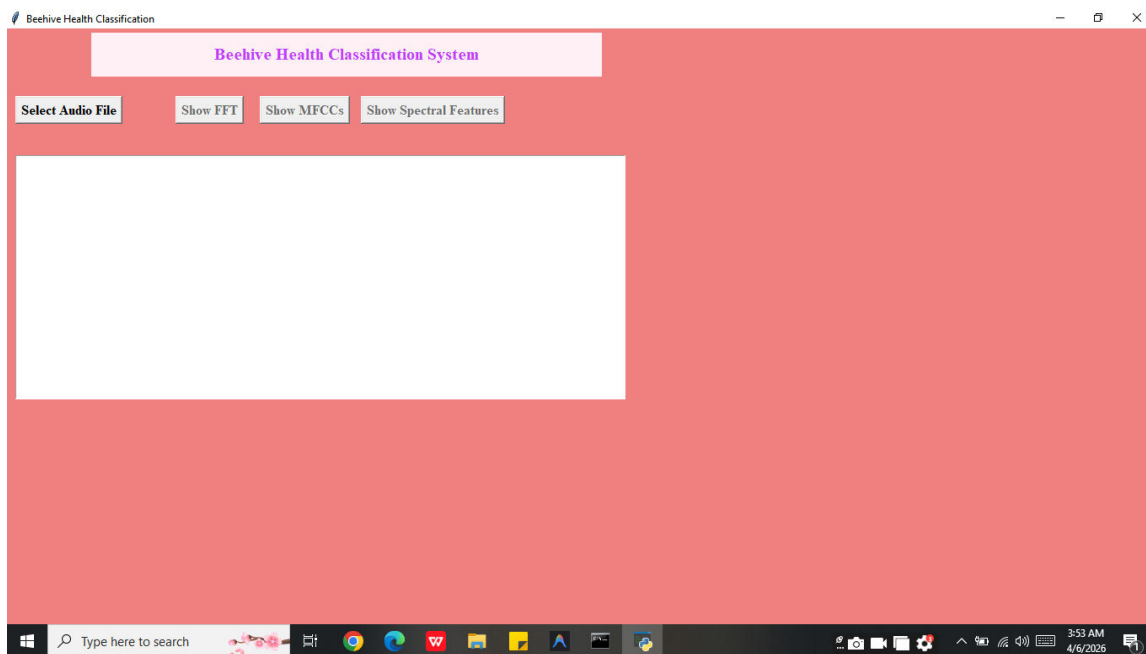 Beehive Health Classification
Beehive Health Classification System
Select Audio File Show FFT Show MFCCs Show Spectral Features
Type here to search
3:53 AM
4/6/2026